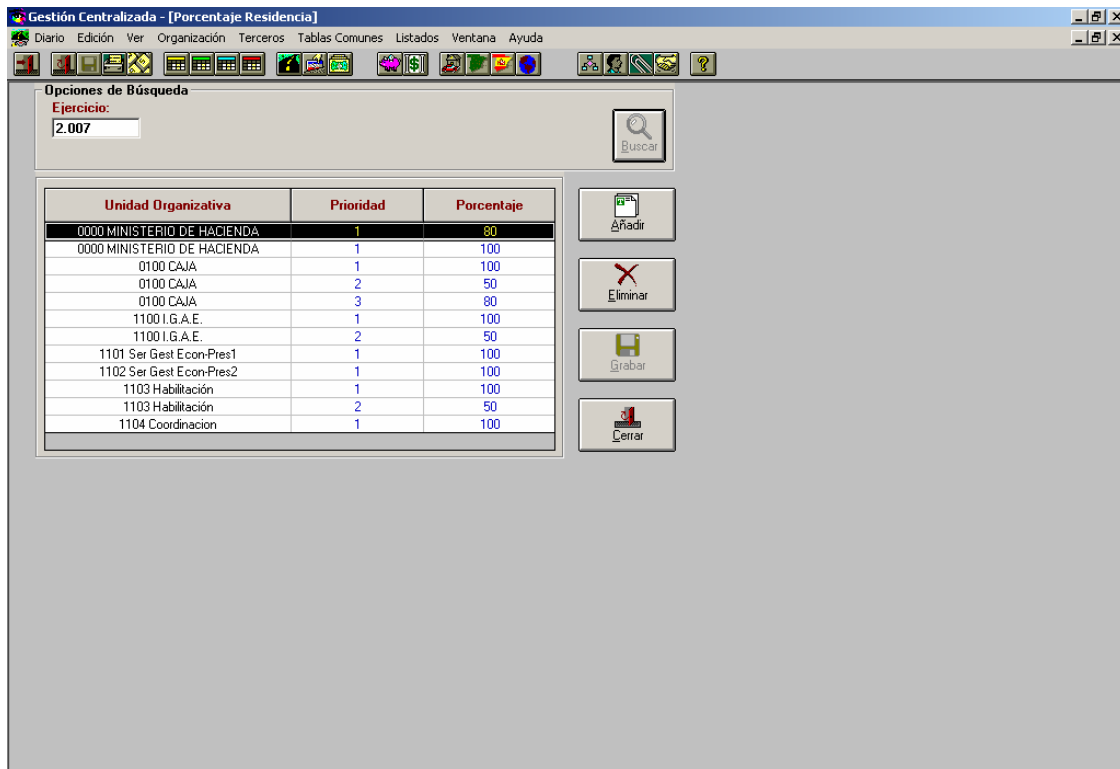 Gestión Centralizada - [Porcentaje Residencia]
Diario Edición Ver Organización Terceros Tablas Comunes Listados Ventana Ayuda
Opciones de Búsqueda
Ejercicio:
2.007
Buscar
Unidad Organizativa Prioridad Porcentaje
0000 MINISTERIO DE HACIENDA 1 80
0000 MINISTERIO DE HACIENDA 1 100
0100 CAJA 1 100
0100 CAJA 2 50
0100 CAJA 3 80
1100 I.G.A.E. 1 100
1100 I.G.A.E. 2 50
1101 Ser Gest Econ-Pres1 1 100
1102 Ser Gest Econ-Pres2 1 100
1103 Habilitación 1 100
1103 Habilitación 2 50
1104 Coordinacion 1 100
Añadir
Eliminar
Grabar
Cerrar